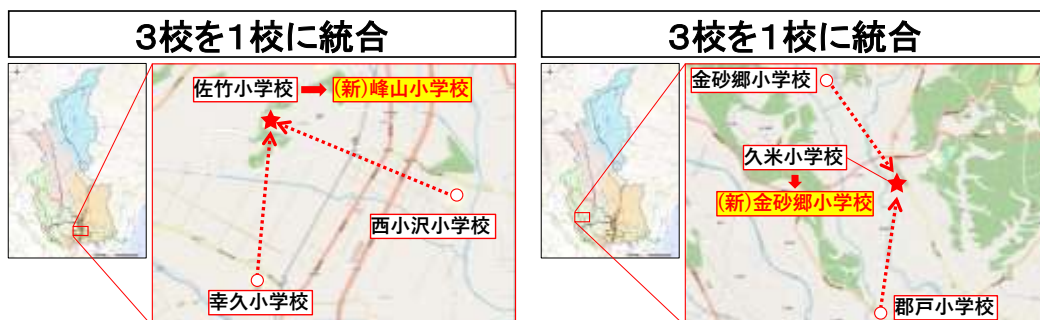 3校を1校に統合
佐竹小学校
(新)峰山小学校
西小沢小学校
幸久小学校
3校を1校に統合
金砂郷小学校
久米小学校
(新)金砂郷小学校
郡戸小学校